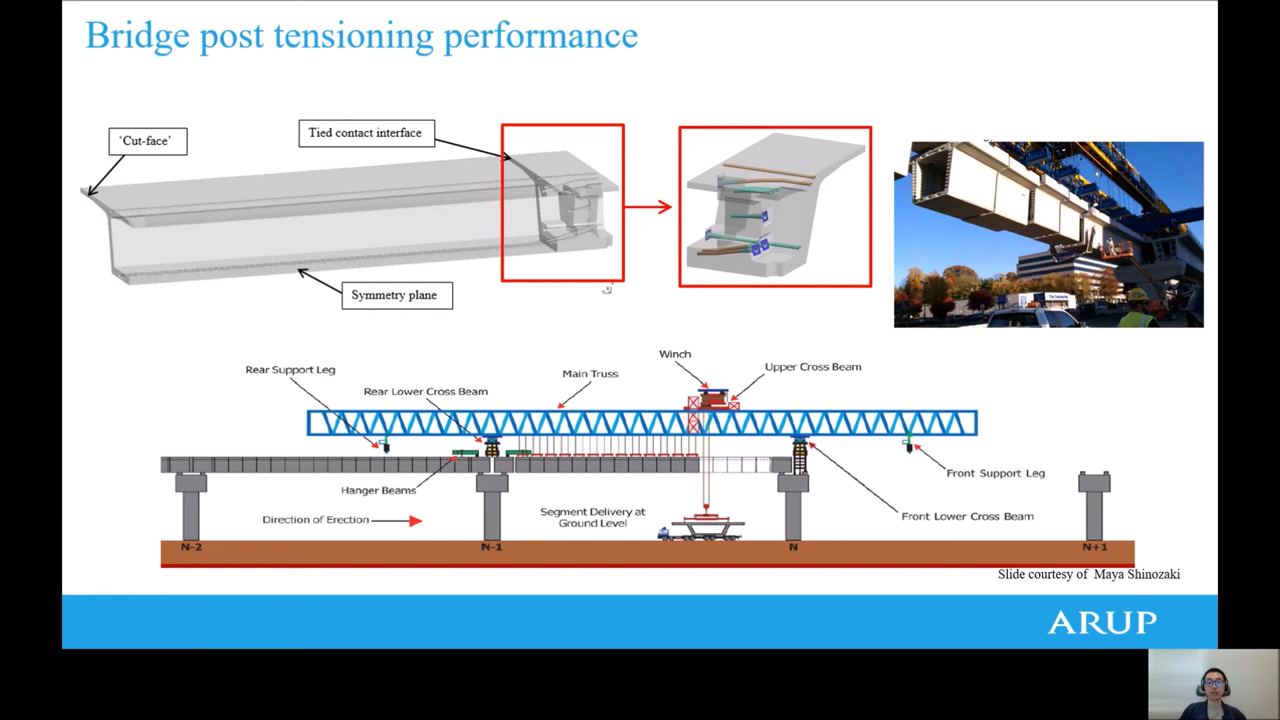 Bridge post tensioning performance
'Cut-face'
Tied contact interface
Symmetry plane
Winch
Rear Support Leg
Main Truss
Upper Cross Beam
Rear Lower Cross Beam
Hanger Beams
Front Support Leg
Segment Delivery at
Ground Level
Direction of Erection
Front Lower Cross Beam
N-2
N-1
N
N+1
Slide courtesy of Maya Shinozaki
ARUP